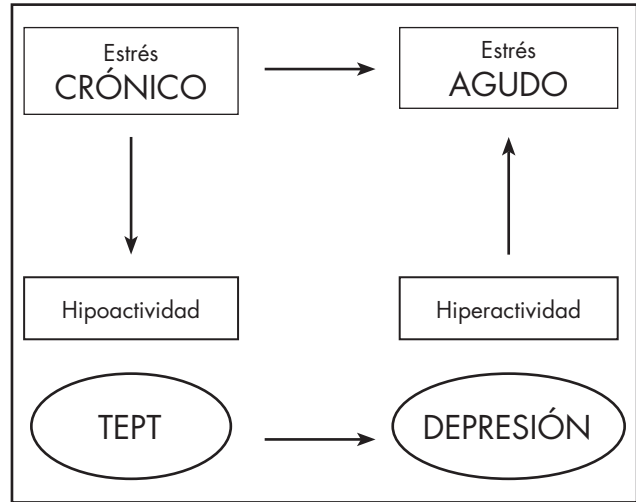 Estrés
CRÓNICO
Estrés
AGUDO
Hipoactividad
Hiperactividad
TEPT
DEPRESIÓN